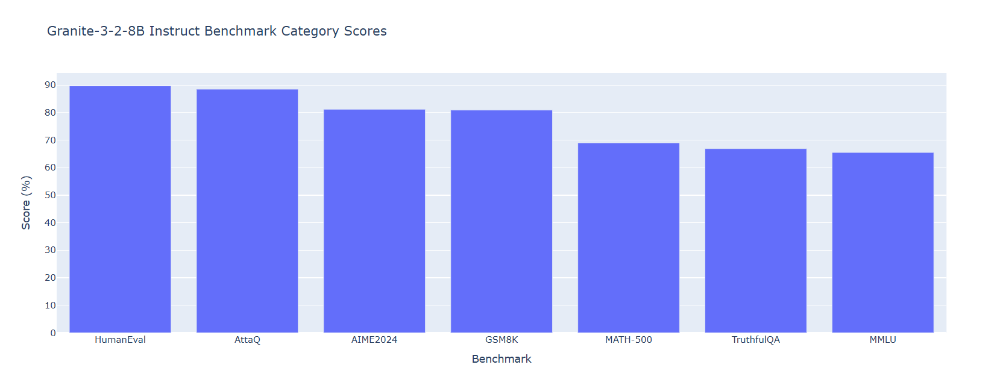 Granite-3-2-8B Instruct Benchmark Category Scores
90
80
70
60
50
40
30
20
10
0
Score (%)
HumanEval AttaQ AIME2024 GSM8K MATH-500 TruthfulQA MMLU
Benchmark